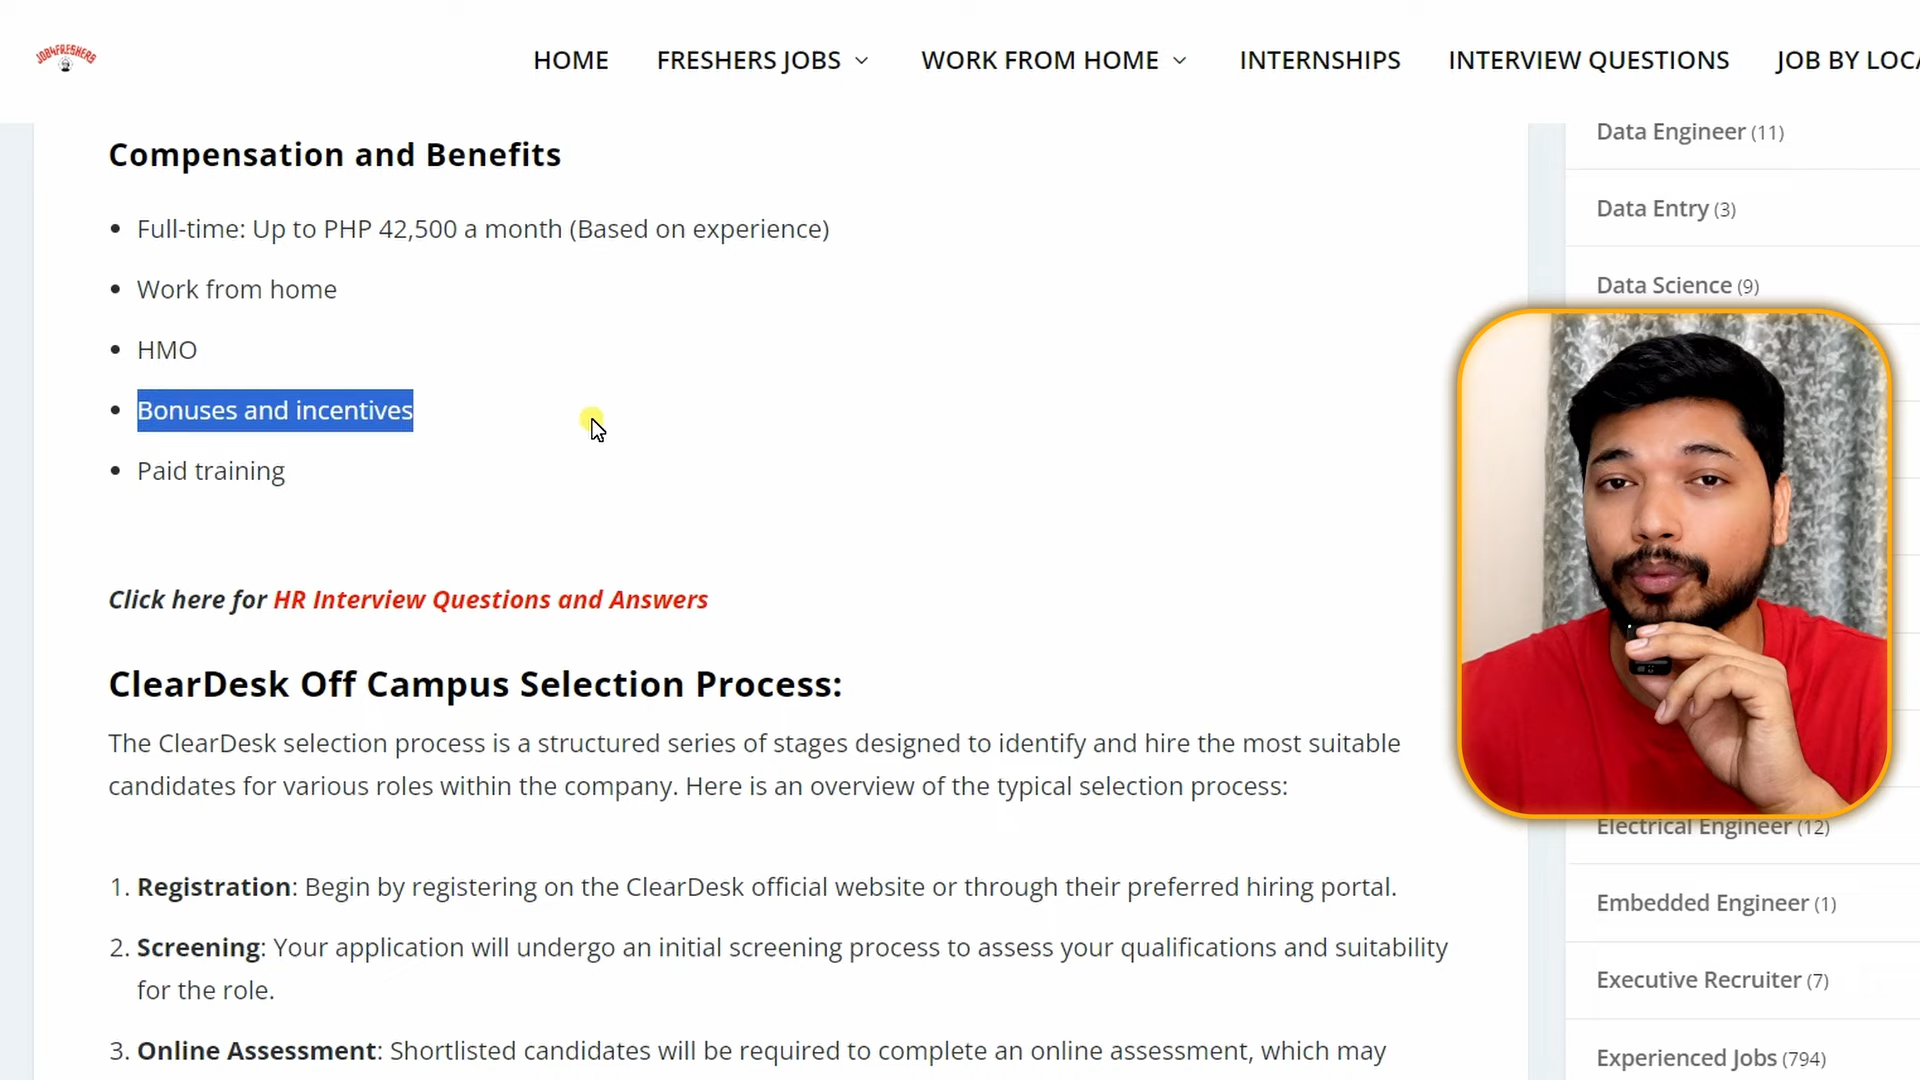 JOB4FRESHERS
HOME
FRESHERS JOBS
WORK FROM HOME
INTERNSHIPS
INTERVIEW QUESTIONS
JOB BY LOCA
Compensation and Benefits
• Full-time: Up to PHP 42,500 a month (Based on experience)
• Work from home
• HMO
• Bonuses and incentives
• Paid training
Click here for HR Interview Questions and Answers
ClearDesk Off Campus Selection Process:
The ClearDesk selection process is a structured series of stages designed to identify and hire the most suitable
candidates for various roles within the company. Here is an overview of the typical selection process:
1. Registration: Begin by registering on the ClearDesk official website or through their preferred hiring portal.
2. Screening: Your application will undergo an initial screening process to assess your qualifications and suitability
for the role.
3. Online Assessment: Shortlisted candidates will be required to complete an online assessment, which may
Data Engineer (11)
Data Entry (3)
Data Science (9)
Electrical Engineer (12)
Embedded Engineer (1)
Executive Recruiter (7)
Experienced Jobs (794)